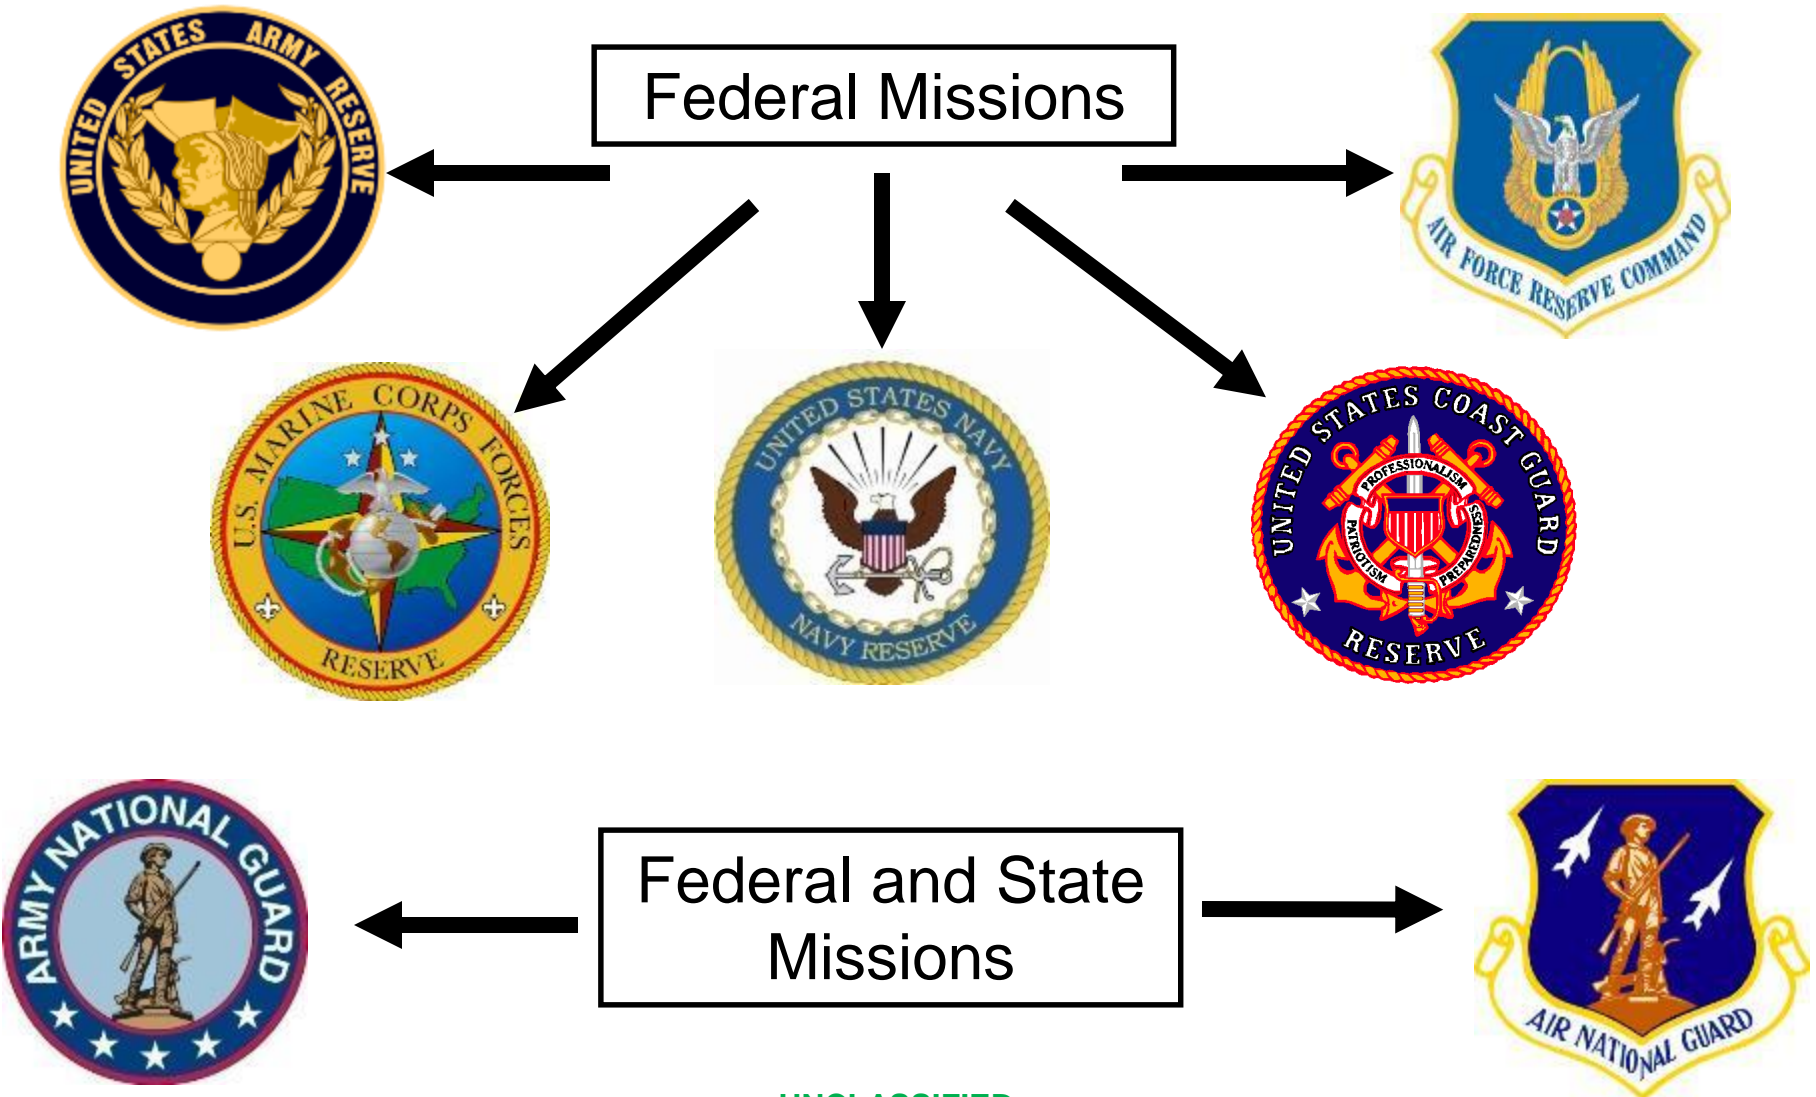 UNITED STATES ARMY RESERVE
Federal Missions
AIR FORCE RESERVE COMMAND
U.S. MARINE CORPS FORCES
RESERVE
UNITED STATES NAVY
NAVY RESERVE
UNITED STATES COAST GUARD
PROFESSIONALISM
PATRIOTISM
PREPAREDNESS
RESERVE
ARMY NATIONAL GUARD
Federal and State
Missions
AIR NATIONAL GUARD
UNCLASSIFIED